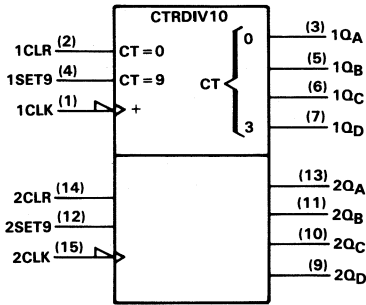 CTRDIV10
1CLR (2) CT = 0 0 (3) 1QA
1SET9 (4) CT = 9 CT (5) 1QB
1CLK (1) + (6) 1QC
3 (7) 1QD
2CLR (14) (13) 2QA
2SET9 (12) (11) 2QB
2CLK (15) (10) 2QC
(9) 2QD